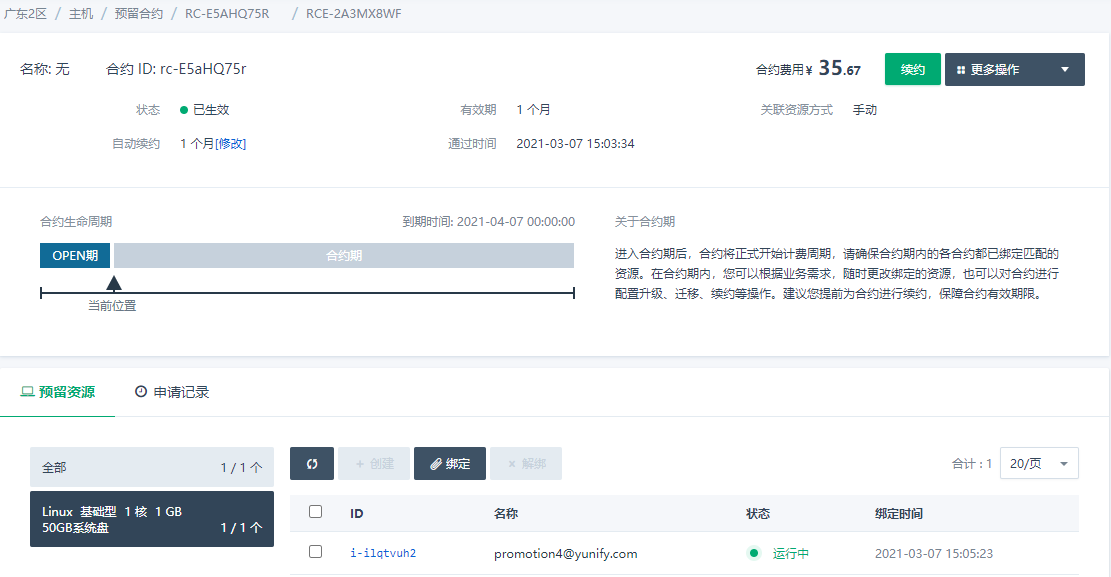 广东2区 / 主机 / 预留合约 / RC-E5AHQ75R / RCE-2A3MX8WF
名称: 无 合约 ID: rc-E5aHQ75r 合约费用¥ 35.67 续约 更多操作
状态 已生效 有效期 1 个月 关联资源方式 手动
自动续约 1 个月[修改] 通过时间 2021-03-07 15:03:34
合约生命周期 到期时间: 2021-04-07 00:00:00 关于合约期
OPEN期 合约期
当前位置
进入合约期后，合约将正式开始计费周期，请确保合约期内的各合约都已绑定匹配的
资源。在合约期内，您可以根据业务需求，随时更改绑定的资源，也可以对合约进行
配置升级、迁移、续约等操作。建议您提前为合约进行续约，保障合约有效期限。
预留资源 申请记录
全部 1 / 1 个
Linux 基础型 1 核 1 GB
50GB系统盘 1 / 1 个
+ 创建 绑定 × 解绑 合计 : 1 20/页
ID 名称 状态 绑定时间
i-ilqtvuh2 promotion4@yunify.com 运行中 2021-03-07 15:05:23